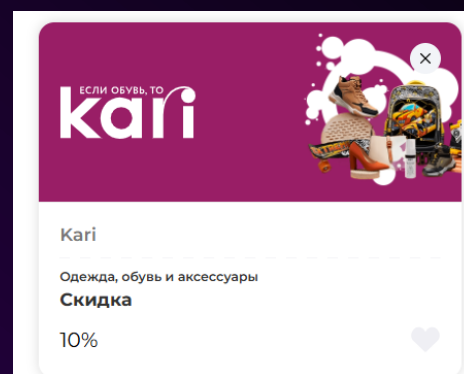 ЕСЛИ ОБУВЬ, ТО
kari
Kari
Одежда, обувь и аксессуары
Скидка
10%